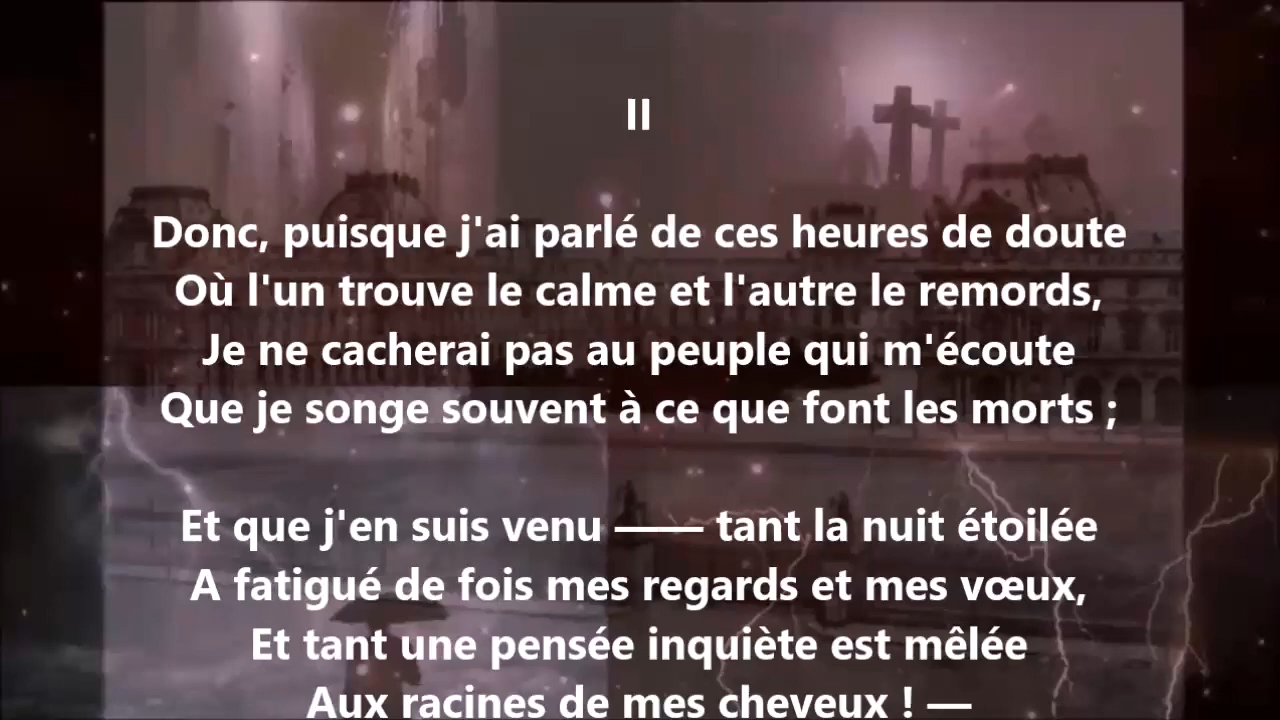 II
Donc, puisque j'ai parlé de ces heures de doute
Où l'un trouve le calme et l'autre le remords,
Je ne cacherai pas au peuple qui m'écoute
Que je songe souvent à ce que font les morts ;
Et que j'en suis venu —— tant la nuit étoilée
A fatigué de fois mes regards et mes vœux,
Et tant une pensée inquiète est mêlée
Aux racines de mes cheveux ! —